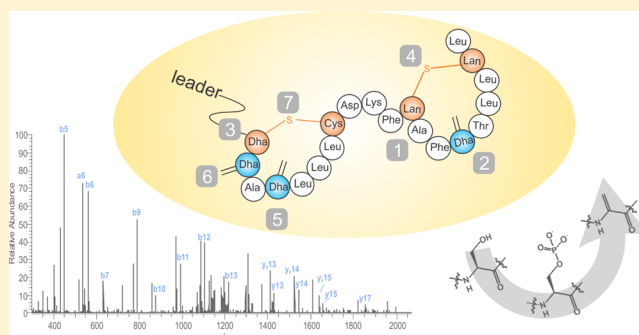 leader
3
Dha
S
7
Cys
Asp
Lys
Phe
Lan
Ala
Phe
Dha
Thr
Leu
Leu
Lan
Leu
S
4
1
2
6
Dha
Ala
Dha
5
Leu
Leu
Leu
Leu
Relative Abundance
100
90
80
70
60
50
40
30
20
10
0
b5
a6
b6
b7
b9
b10
b11
b12
b13
y,13
y13
y,14
y14
y,15
y15
y17
400
600
800
1000
1200
1400
1600
1800
2000
OH
N
H
O
O
O-
P
O-
O
N
H
O
N
H
O